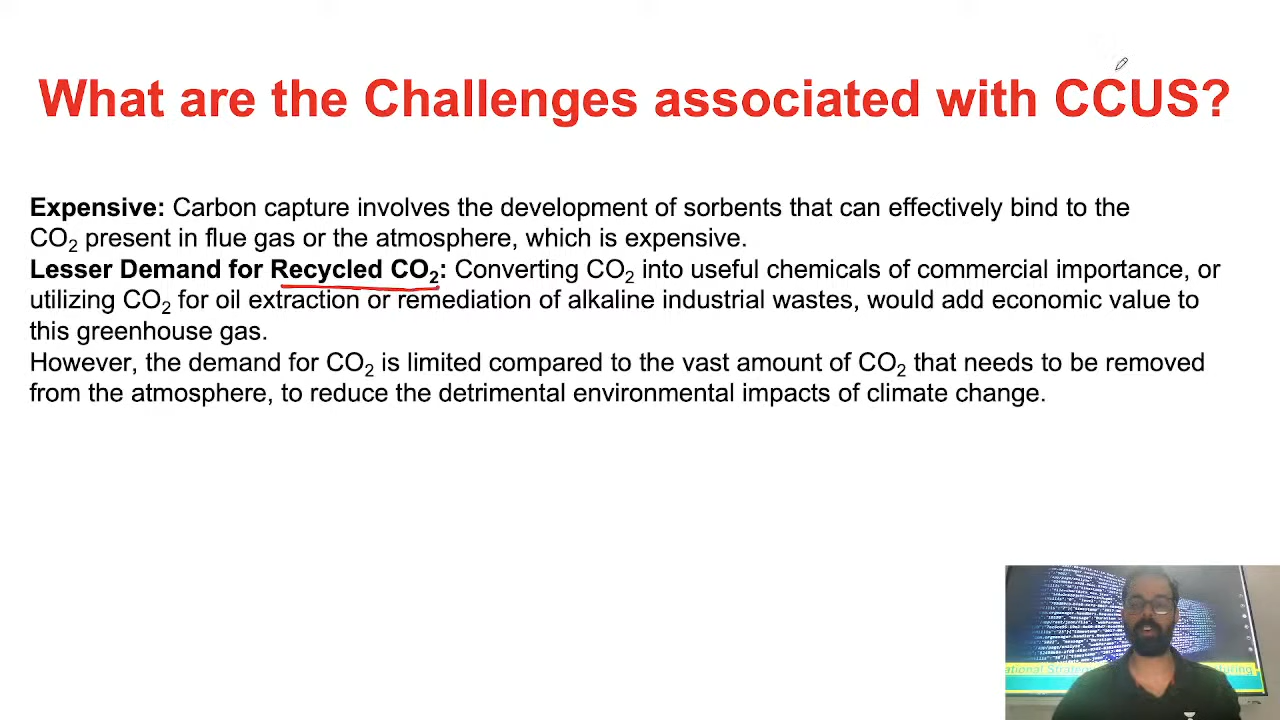 What are the Challenges associated with CCUS?
Expensive: Carbon capture involves the development of sorbents that can effectively bind to the
CO₂ present in flue gas or the atmosphere, which is expensive.
Lesser Demand for Recycled CO₂: Converting CO₂ into useful chemicals of commercial importance, or
utilizing CO₂ for oil extraction or remediation of alkaline industrial wastes, would add economic value to
this greenhouse gas.
However, the demand for CO₂ is limited compared to the vast amount of CO₂ that needs to be removed
from the atmosphere, to reduce the detrimental environmental impacts of climate change.